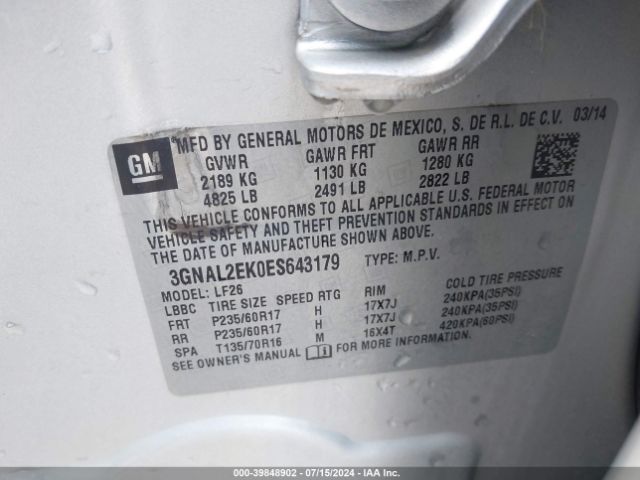 GM
MFD BY GENERAL MOTORS DE MEXICO, S. DE R.L. DE C.V. 03/14
GVWR GAWR FRT GAWR RR
2189 KG 1130 KG 1280 KG
4825 LB 2491 LB 2822 LB
THIS VEHICLE CONFORMS TO ALL APPLICABLE U.S. FEDERAL MOTOR
VEHICLE SAFETY AND THEFT PREVENTION STANDARDS IN EFFECT ON
THE DATE OF MANUFACTURE SHOWN ABOVE.
3GNAL2EK0ES643179 TYPE: M.P.V.
MODEL: LF26
LBBC TIRE SIZE SPEED RTG RIM COLD TIRE PRESSURE
FRT P235/60R17 H 17X7J 240KPA(35PSI)
RR P235/60R17 H 17X7J 240KPA(35PSI)
SPA T135/70R16 M 16X4T 420KPA(60PSI)
SEE OWNER'S MANUAL FOR MORE INFORMATION.
000-39848902 - 07/15/2024 - IAA Inc.